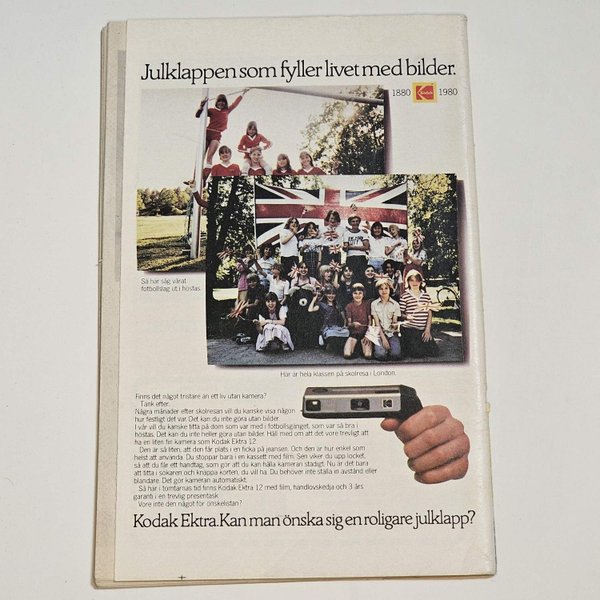 Julklappen som fyller livet med bilder.
1880 Kodak 1980
Så här såg vårat
fotbollslag ut i höstas.
Här är hela klassen på skolresa i London.
Finns det något tristare än ett liv utan kamera?
Tänk efter.
Några månader efter skolresan vill du kanske visa någon
hur festligt det var. Det kan du inte göra utan bilder.
I vår vill du kanske titta på dom som var med i fotbollsgänget, som var så bra i
höstas. Det kan du inte heller göra utan bilder. Håll med om att det vore trevligt att
ha en liten fin kamera som Kodak Ektra 12.
Den är så liten, att den får plats i en ficka på jeansen. Och den är hur enkel som
helst att använda. Du stoppar bara i en kassett med film. Sen viker du upp locket,
så att du får ett handtag, som gör att du kan hålla kameran stadigt. Nu är det bara
att titta i sökaren och knäppa korten, du vill ha. Du behöver inte ställa in avstånd eller
bländare. Det gör kameran automatiskt.
Så här i tomtarnas tid finns Kodak Ektra 12 med film, handlovskedja och 3 års
garanti i en trevlig presentask.
Vore inte den något för önskelistan?
Kodak Ektra. Kan man önska sig en roligare julklapp?